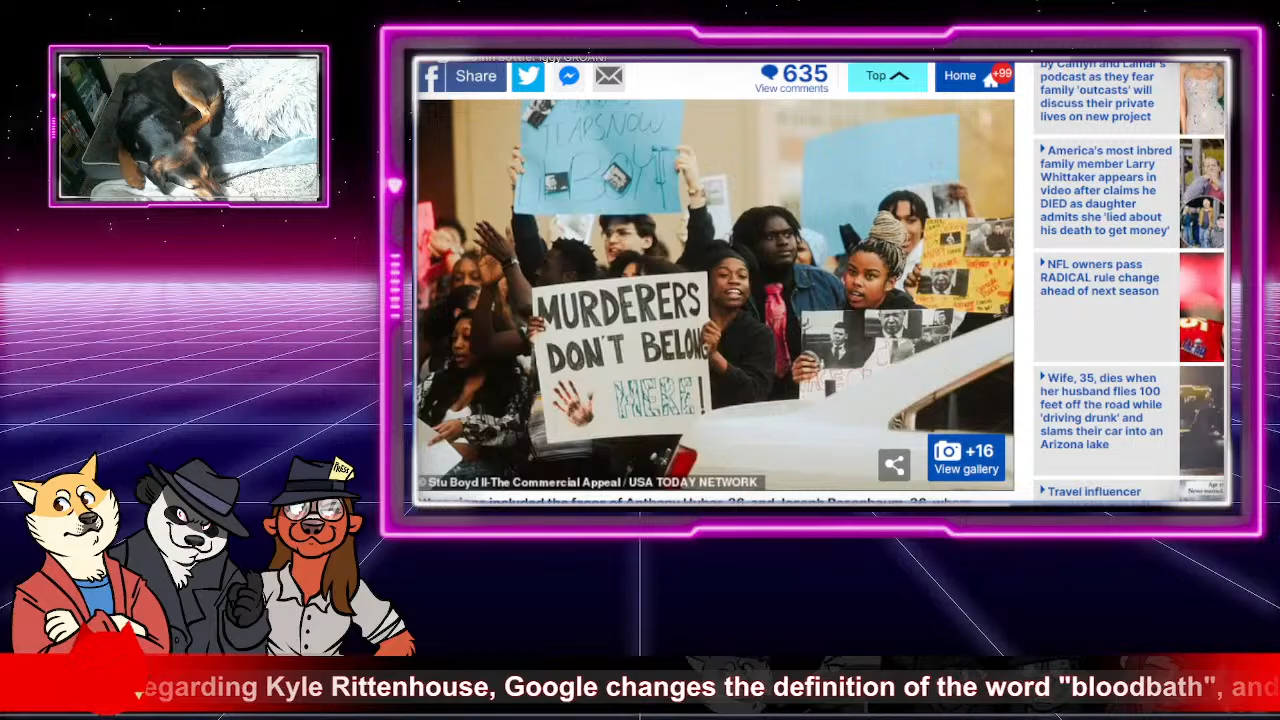 Share
635
View comments
Top
Home
+99
by Caitlyn and Lamar's
podcast as they fear
family 'outcasts' will
discuss their private
lives on new project
America's most inbred
family member Larry
Whittaker appears in
video after claims he
DIED as daughter
admits she 'lied about
his death to get money'
NFL owners pass
RADICAL rule change
ahead of next season
Wife, 35, dies when
her husband flies 100
feet off the road while
'driving drunk' and
slams their car into an
Arizona lake
Travel influencer
BOY!
MURDERERS
DON'T BELONG
HERE!
+16
View gallery
© Stu Boyd II-The Commercial Appeal / USA TODAY NETWORK
PRESS
egarding Kyle Rittenhouse, Google changes the definition of the word "bloodbath", and